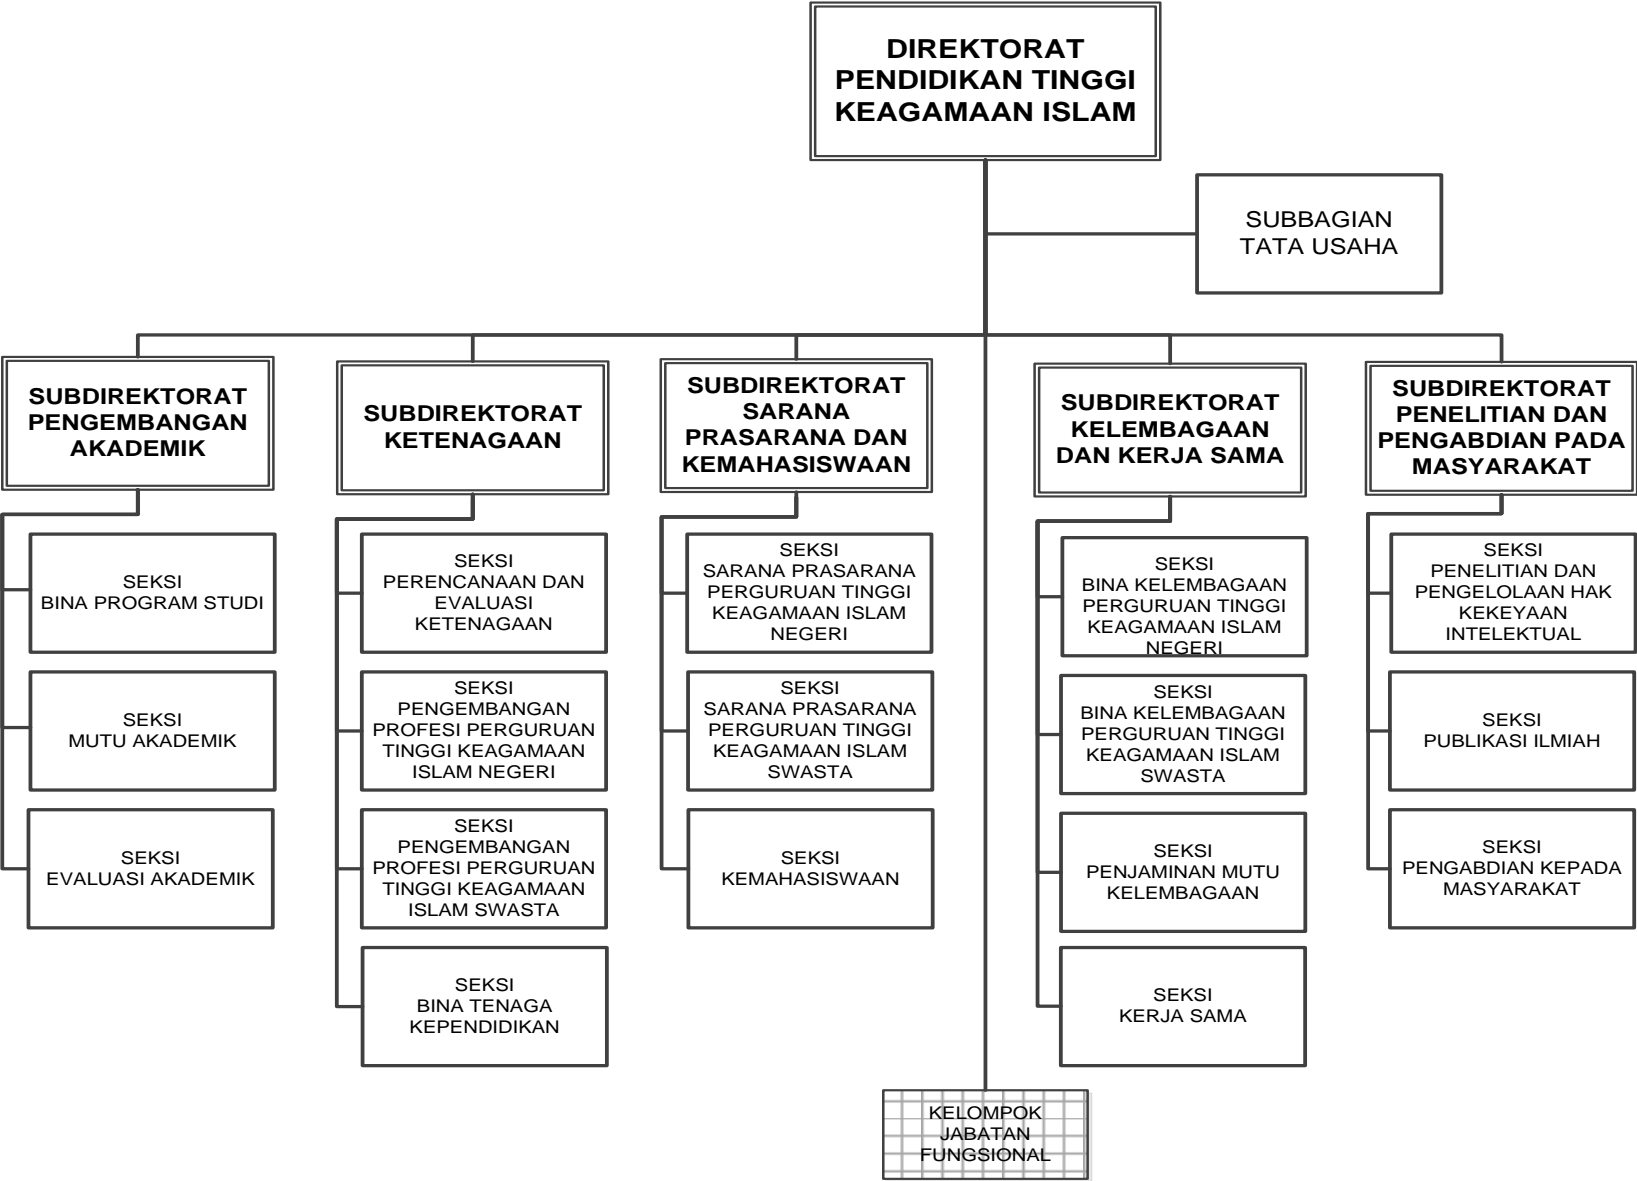 DIREKTORAT
PENDIDIKAN TINGGI
KEAGAMAAN ISLAM
SUBBAGIAN
TATA USAHA
SUBDIREKTORAT
PENGEMBANGAN
AKADEMIK
SEKSI
BINA PROGRAM STUDI
SEKSI
MUTU AKADEMIK
SEKSI
EVALUASI AKADEMIK
SUBDIREKTORAT
KETENAGAAN
SEKSI
PERENCANAAN DAN
EVALUASI
KETENAGAAN
SEKSI
PENGEMBANGAN
PROFESI PERGURUAN
TINGGI KEAGAMAAN
ISLAM NEGERI
SEKSI
PENGEMBANGAN
PROFESI PERGURUAN
TINGGI KEAGAMAAN
ISLAM SWASTA
SEKSI
BINA TENAGA
KEPENDIDIKAN
SUBDIREKTORAT
SARANA
PRASARANA DAN
KEMAHASISWAAN
SEKSI
SARANA PRASARANA
PERGURUAN TINGGI
KEAGAMAAN ISLAM
NEGERI
SEKSI
SARANA PRASARANA
PERGURUAN TINGGI
KEAGAMAAN ISLAM
SWASTA
SEKSI
KEMAHASISWAAN
SUBDIREKTORAT
KELEMBAGAAN
DAN KERJA SAMA
SEKSI
BINA KELEMBAGAAN
PERGURUAN TINGGI
KEAGAMAAN ISLAM
NEGERI
SEKSI
BINA KELEMBAGAAN
PERGURUAN TINGGI
KEAGAMAAN ISLAM
SWASTA
SEKSI
PENJAMINAN MUTU
KELEMBAGAAN
SEKSI
KERJA SAMA
SUBDIREKTORAT
PENELITIAN DAN
PENGABDIAN PADA
MASYARAKAT
SEKSI
PENELITIAN DAN
PENGELOLAAN HAK
KEKEYAAN
INTELEKTUAL
SEKSI
PUBLIKASI ILMIAH
SEKSI
PENGABDIAN KEPADA
MASYARAKAT
KELOMPOK
JABATAN
FUNGSIONAL